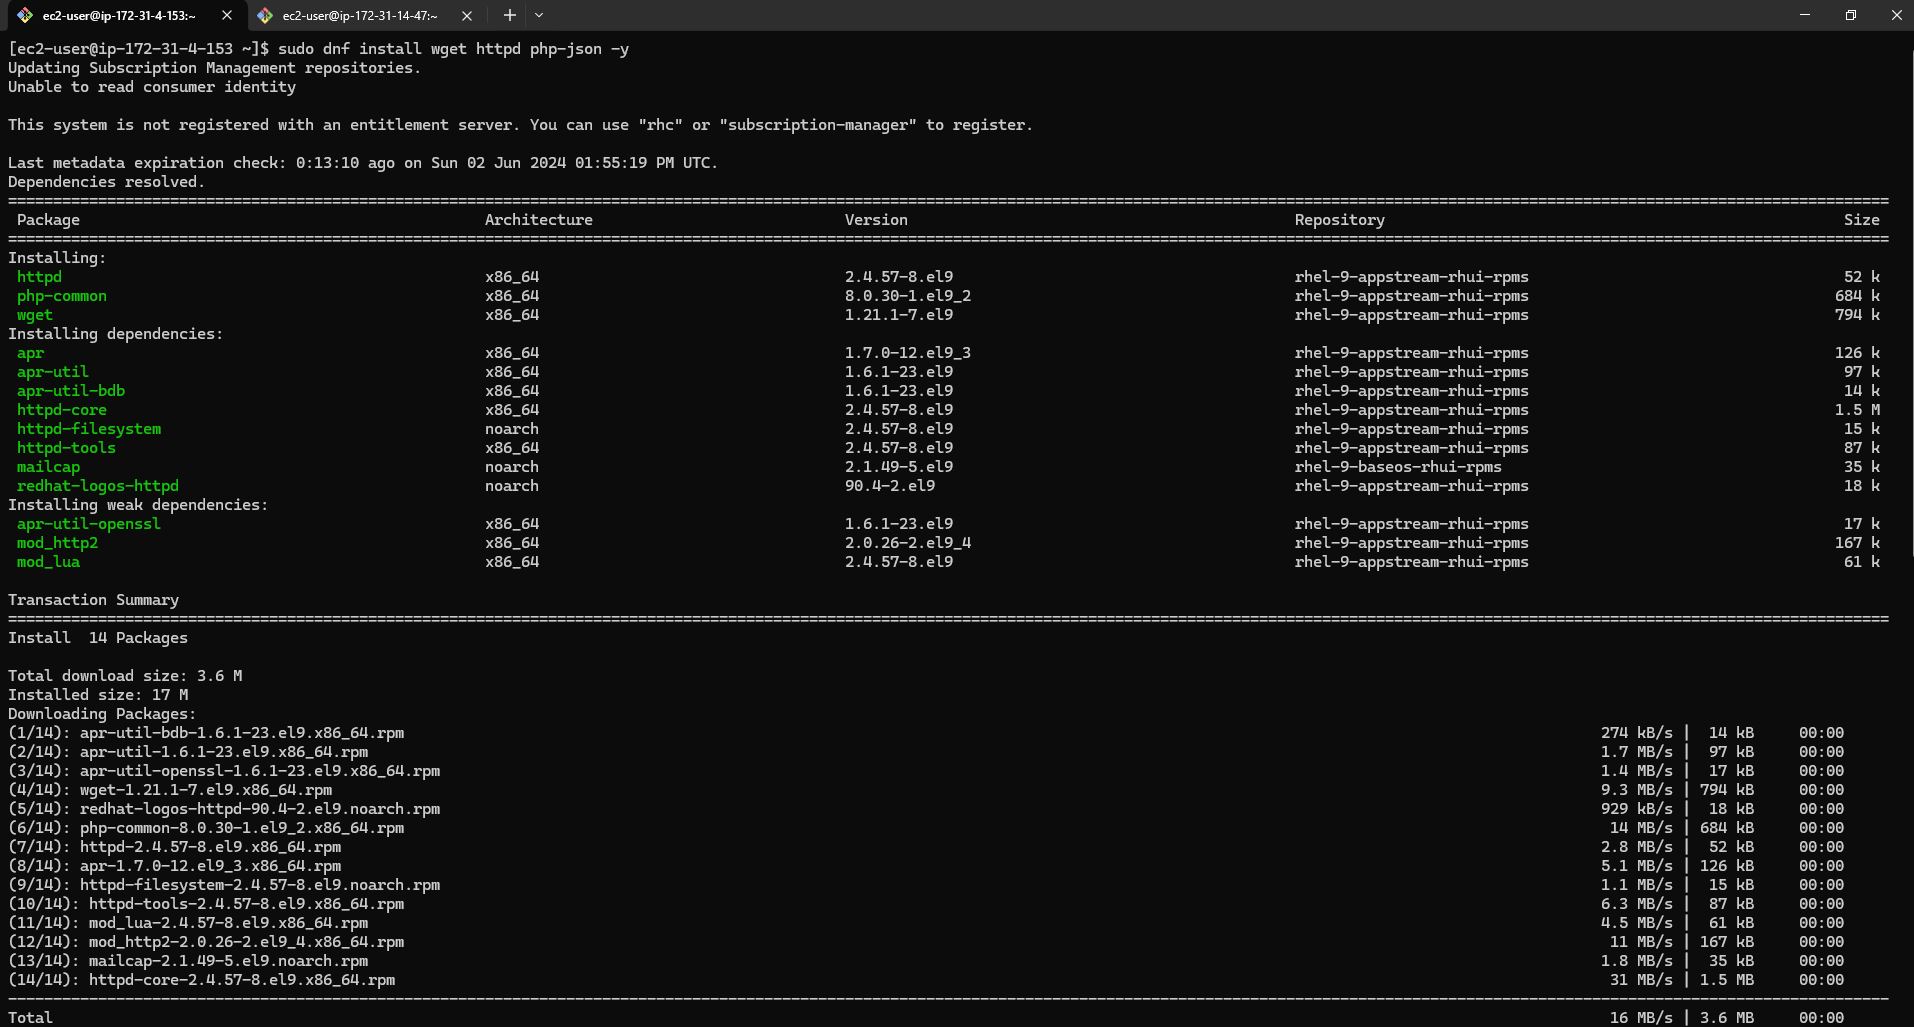 ec2-user@ip-172-31-4-153:~
ec2-user@ip-172-31-14-47:~
[ec2-user@ip-172-31-4-153 ~]$ sudo dnf install wget httpd php-json -y
Updating Subscription Management repositories.
Unable to read consumer identity
This system is not registered with an entitlement server. You can use "rhc" or "subscription-manager" to register.
Last metadata expiration check: 0:13:10 ago on Sun 02 Jun 2024 01:55:19 PM UTC.
Dependencies resolved.
Package Architecture Version Repository Size
Installing:
httpd x86_64 2.4.57-8.el9 rhel-9-appstream-rhui-rpms 52 k
php-common x86_64 8.0.30-1.el9_2 rhel-9-appstream-rhui-rpms 684 k
wget x86_64 1.21.1-7.el9 rhel-9-appstream-rhui-rpms 794 k
Installing dependencies:
apr x86_64 1.7.0-12.el9_3 rhel-9-appstream-rhui-rpms 126 k
apr-util x86_64 1.6.1-23.el9 rhel-9-appstream-rhui-rpms 97 k
apr-util-bdb x86_64 1.6.1-23.el9 rhel-9-appstream-rhui-rpms 14 k
httpd-core x86_64 2.4.57-8.el9 rhel-9-appstream-rhui-rpms 1.5 M
httpd-filesystem noarch 2.4.57-8.el9 rhel-9-appstream-rhui-rpms 15 k
httpd-tools x86_64 2.4.57-8.el9 rhel-9-appstream-rhui-rpms 87 k
mailcap noarch 2.1.49-5.el9 rhel-9-baseos-rhui-rpms 35 k
redhat-logos-httpd noarch 90.4-2.el9 rhel-9-appstream-rhui-rpms 18 k
Installing weak dependencies:
apr-util-openssl x86_64 1.6.1-23.el9 rhel-9-appstream-rhui-rpms 17 k
mod_http2 x86_64 2.0.26-2.el9_4 rhel-9-appstream-rhui-rpms 167 k
mod_lua x86_64 2.4.57-8.el9 rhel-9-appstream-rhui-rpms 61 k
Transaction Summary
Install 14 Packages
Total download size: 3.6 M
Installed size: 17 M
Downloading Packages:
(1/14): apr-util-bdb-1.6.1-23.el9.x86_64.rpm 274 kB/s | 14 kB 00:00
(2/14): apr-util-1.6.1-23.el9.x86_64.rpm 1.7 MB/s | 97 kB 00:00
(3/14): apr-util-openssl-1.6.1-23.el9.x86_64.rpm 1.4 MB/s | 17 kB 00:00
(4/14): wget-1.21.1-7.el9.x86_64.rpm 9.3 MB/s | 794 kB 00:00
(5/14): redhat-logos-httpd-90.4-2.el9.noarch.rpm 929 kB/s | 18 kB 00:00
(6/14): php-common-8.0.30-1.el9_2.x86_64.rpm 14 MB/s | 684 kB 00:00
(7/14): httpd-2.4.57-8.el9.x86_64.rpm 2.8 MB/s | 52 kB 00:00
(8/14): apr-1.7.0-12.el9_3.x86_64.rpm 5.1 MB/s | 126 kB 00:00
(9/14): httpd-filesystem-2.4.57-8.el9.noarch.rpm 1.1 MB/s | 15 kB 00:00
(10/14): httpd-tools-2.4.57-8.el9.x86_64.rpm 6.3 MB/s | 87 kB 00:00
(11/14): mod_lua-2.4.57-8.el9.x86_64.rpm 4.5 MB/s | 61 kB 00:00
(12/14): mod_http2-2.0.26-2.el9_4.x86_64.rpm 11 MB/s | 167 kB 00:00
(13/14): mailcap-2.1.49-5.el9.noarch.rpm 1.8 MB/s | 35 kB 00:00
(14/14): httpd-core-2.4.57-8.el9.x86_64.rpm 31 MB/s | 1.5 MB 00:00
Total 16 MB/s | 3.6 MB 00:00